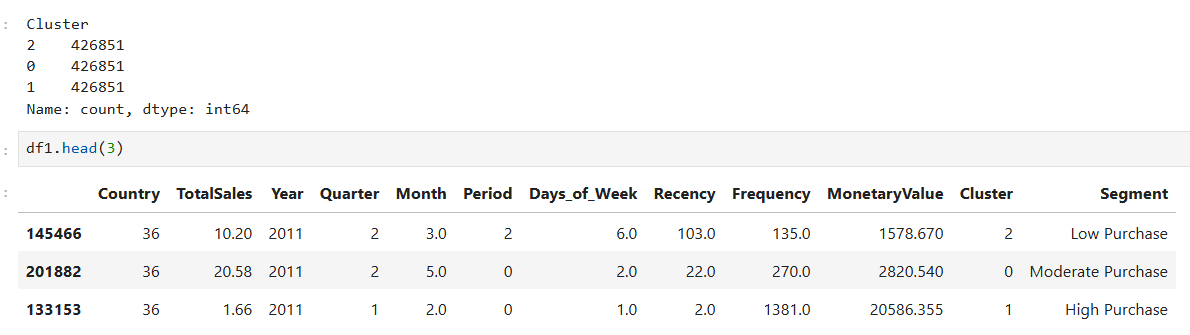 : Cluster
2 426851
0 426851
1 426851
Name: count, dtype: int64
: df1.head(3)
:
Country TotalSales Year Quarter Month Period Days_of_Week Recency Frequency MonetaryValue Cluster Segment
145466 36 10.20 2011 2 3.0 2 6.0 103.0 135.0 1578.670 2 Low Purchase
201882 36 20.58 2011 2 5.0 0 2.0 22.0 270.0 2820.540 0 Moderate Purchase
133153 36 1.66 2011 1 2.0 0 1.0 2.0 1381.0 20586.355 1 High Purchase